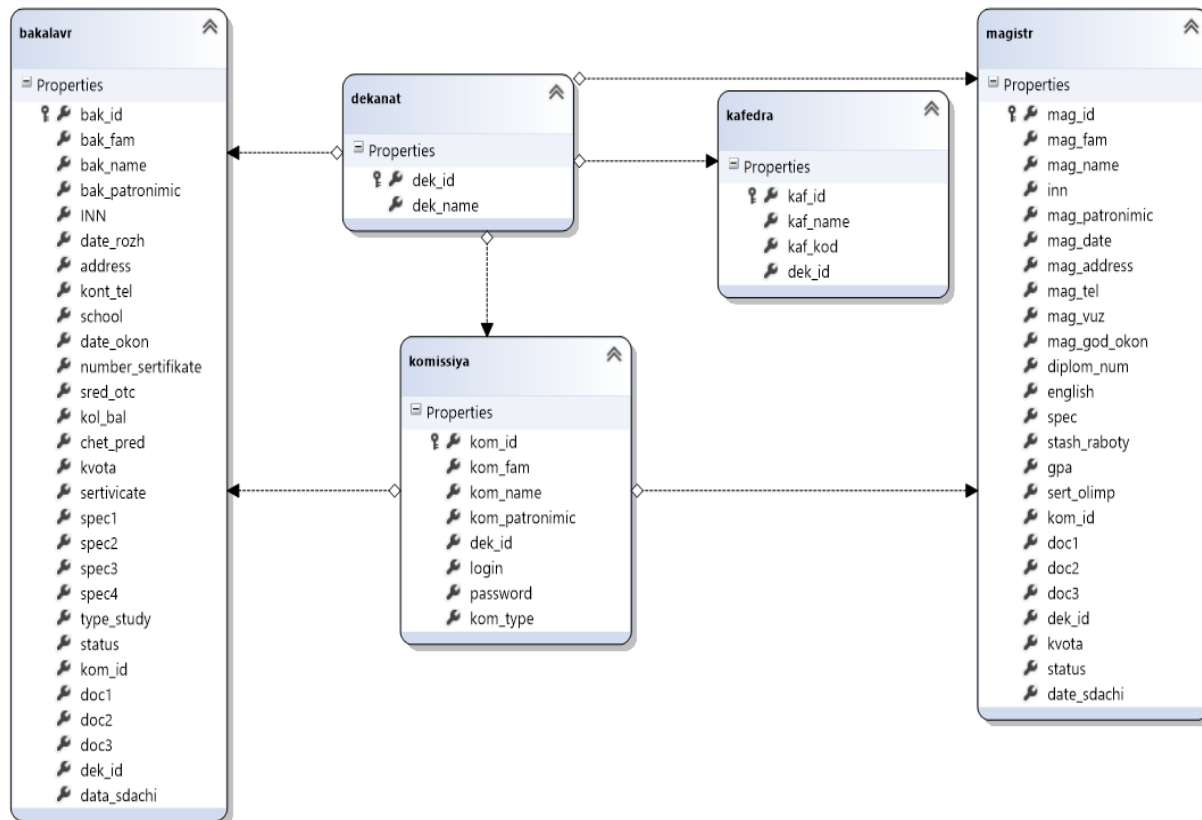 bakalavr
Properties
bak_id
bak_fam
bak_name
bak_patronimic
INN
date_rozh
address
kont_tel
school
date_okon
number_sertifikate
sred_otc
kol_bal
chet_pred
kvota
sertivicate
spec1
spec2
spec3
spec4
type_study
status
kom_id
doc1
doc2
doc3
dek_id
data_sdachi
dekanat
Properties
dek_id
dek_name
kafedra
Properties
kaf_id
kaf_name
kaf_kod
dek_id
komissiya
Properties
kom_id
kom_fam
kom_name
kom_patronimic
dek_id
login
password
kom_type
magistr
Properties
mag_id
mag_fam
mag_name
inn
mag_patronimic
mag_date
mag_address
mag_tel
mag_vuz
mag_god_okon
diplom_num
english
spec
stash_raboty
gpa
sert_olimp
kom_id
doc1
doc2
doc3
dek_id
kvota
status
date_sdachi